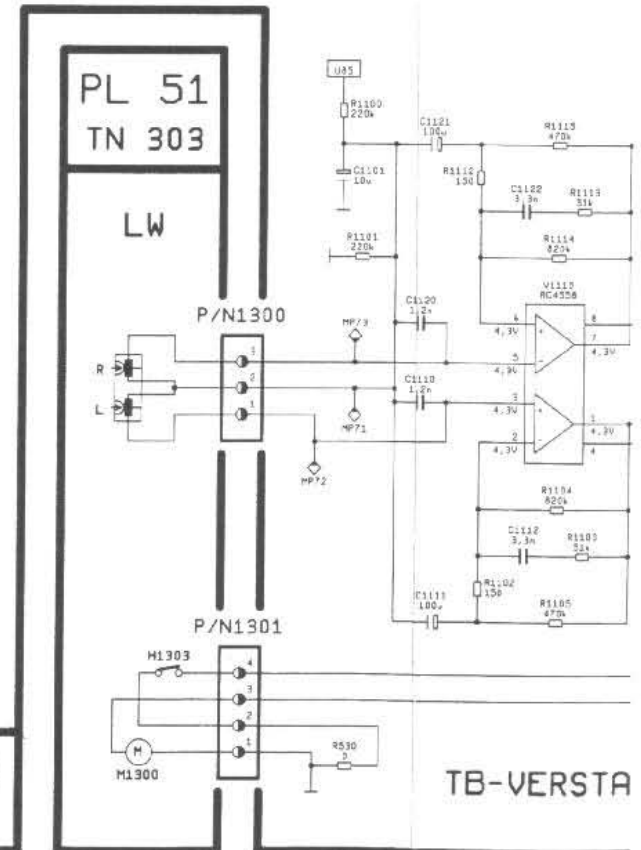 PL 51
TN 303
LW
U85
R1100
220k
C1101
10u
R1101
220k
C1121
100u
R1112
150
R1115
470k
C1122
3,3n
R1113
51k
R1114
820k
V1110
RC4558
P/N1300
3
2
1
R
L
MP73
MP71
MP72
C1120
1,2n
C1110
1,2n
6
4,3V
5
4,9V
8
7
4,3V
3
4,3V
2
4,3V
1
4,3V
4
+
-
+
-
R1104
820k
C1112
3,3n
R1103
51k
R1102
150
C1111
100u
R1105
470k
P/N1301
H1303
4
3
2
1
M
M1300
R530
0
TB-VERSTA